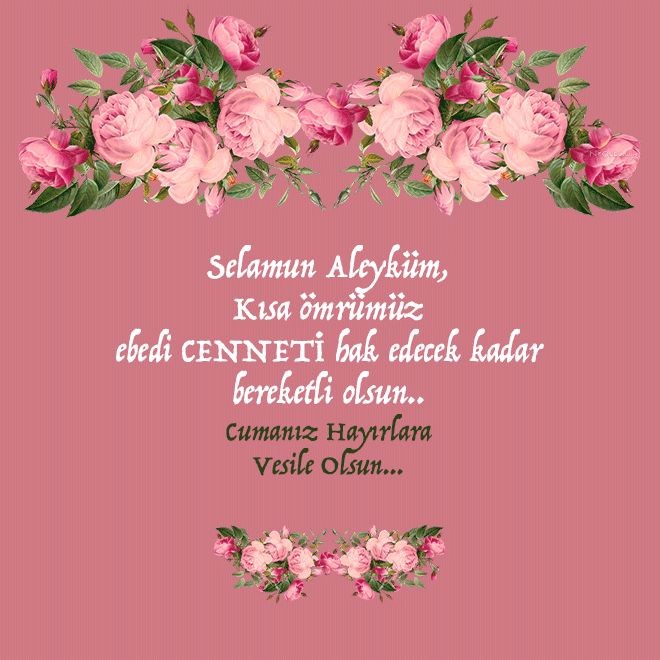 Selamun Aleyküm,
Kısa ömrümüz
ebedi CENNETİ hak edecek kadar
bereketli olsun..
Cumanız Hayırlara
Vesile Olsun...